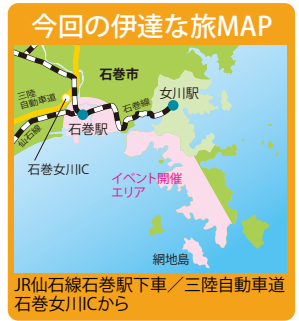 今回の伊達な旅MAP
石巻市
女川駅
三陸
自動車道
石巻線
石巻駅
仙石線
石巻女川IC
イベント開催
エリア
網地島
JR仙石線石巻駅下車／三陸自動車道
石巻女川ICから